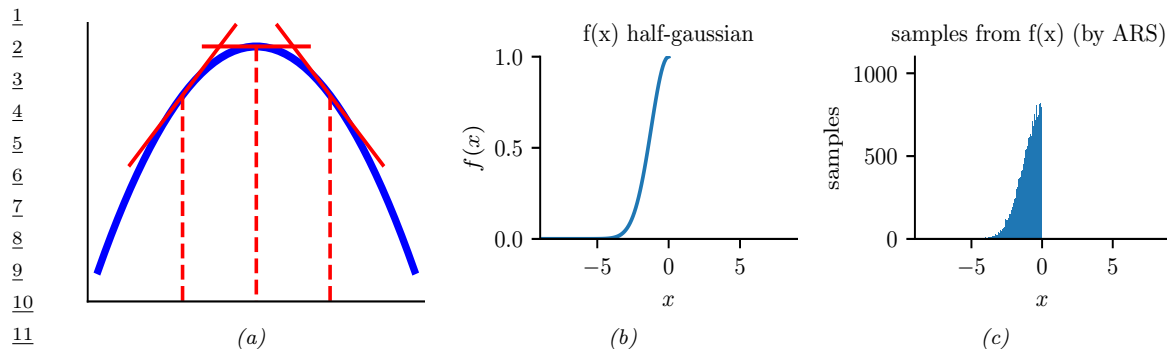 1
2
3
4
5
6
7
8
9
10
11
(a)
f(x) half-gaussian
f(x)
1.0
0.5
0.0
−5 0 5
x
(b)
samples from f(x) (by ARS)
samples
1000
500
0
−5 0 5
x
(c)